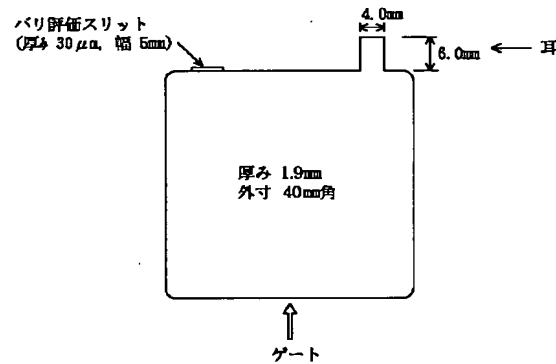 バリ評価スリット
(厚み 30μm, 幅 5mm)
4.0mm
6.0mm
耳
厚み 1.9mm
外寸 40mm角
ゲート